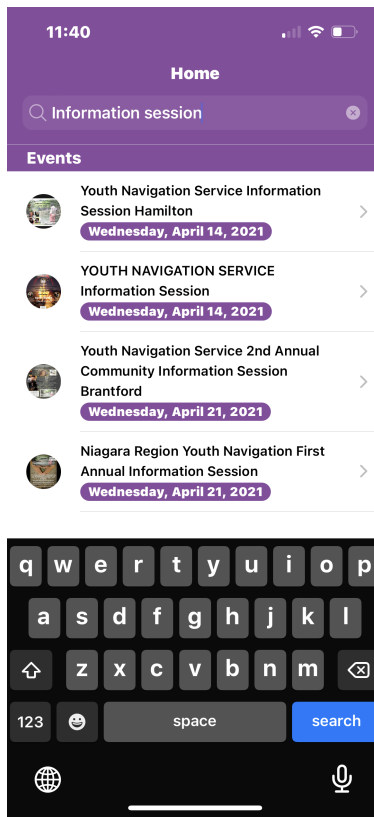 11:40
Home
Information session
Events
Youth Navigation Service Information
Session Hamilton
Wednesday, April 14, 2021
YOUTH NAVIGATION SERVICE
Information Session
Wednesday, April 14, 2021
Youth Navigation Service 2nd Annual
Community Information Session
Brantford
Wednesday, April 21, 2021
Niagara Region Youth Navigation First
Annual Information Session
Wednesday, April 21, 2021
q w e r t y u i o p
a s d f g h j k l
z x c v b n m
123 space search